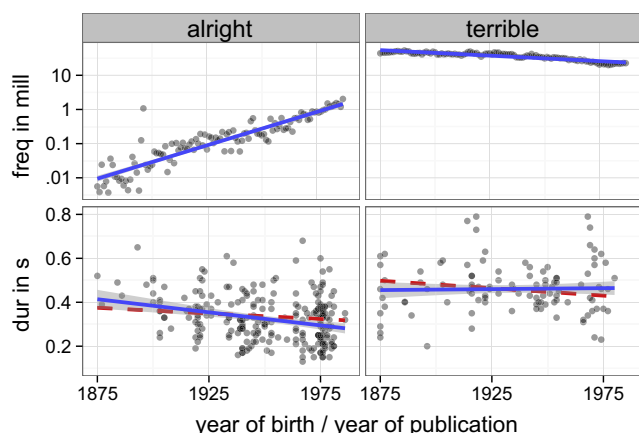 alright terrible
freq in mill
10
1
0.1
.01
dur in s
0.8
0.6
0.4
0.2
1875 1925 1975 1875 1925 1975
year of birth / year of publication